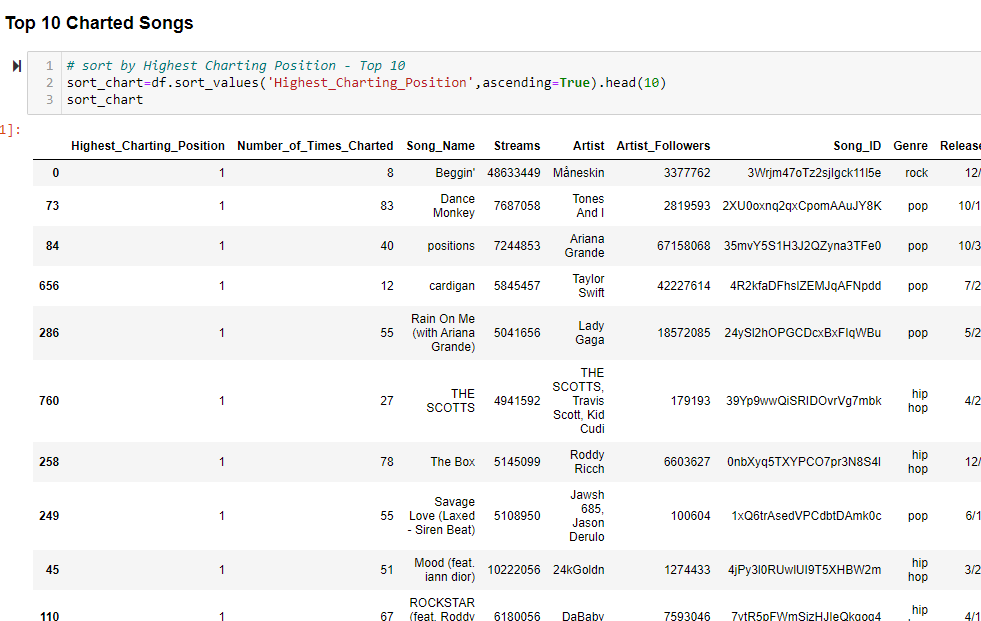 Top 10 Charted Songs
1 # sort by Highest Charting Position - Top 10
2 sort_chart=df.sort_values('Highest_Charting_Position',ascending=True).head(10)
3 sort_chart
1]:
Highest_Charting_Position Number_of_Times_Charted Song_Name Streams Artist Artist_Followers Song_ID Genre Release
0 1 8 Beggin' 48633449 Måneskin 3377762 3Wrjm47oTz2sjIgck11l5e rock 12/
73 1 83 Dance Monkey 7687058 Tones And I 2819593 2XU0oxnq2qxCpomAAuJY8K pop 10/1
84 1 40 positions 7244853 Ariana Grande 67158068 35mvY5S1H3J2QZyna3TFe0 pop 10/3
656 1 12 cardigan 5845457 Taylor Swift 42227614 4R2kfaDFhslZEMJqAFNpdd pop 7/2
286 1 55 Rain On Me (with Ariana Grande) 5041656 Lady Gaga 18572085 24ySl2hOPGCDcxBxFIqWBu pop 5/2
760 1 27 THE SCOTTS 4941592 THE SCOTTS, Travis Scott, Kid Cudi 179193 39Yp9wwQiSRIDOvrVg7mbk hip hop 4/2
258 1 78 The Box 5145099 Roddy Ricch 6603627 0nbXyq5TXYPCO7pr3N8S4I hip hop 12/
249 1 55 Savage Love (Laxed - Siren Beat) 5108950 Jawsh 685, Jason Derulo 100604 1xQ6trAsedVPCdbtDAmk0c pop 6/1
45 1 51 Mood (feat. iann dior) 10222056 24kGoldn 1274433 4jPy3l0RUwlUI9T5XHBW2m hip hop 3/2
110 1 67 ROCKSTAR (feat. Roddy 6180056 DaBaby 7593046 7ytR5pFWmSjzHJIeQkgog4 hip 4/1